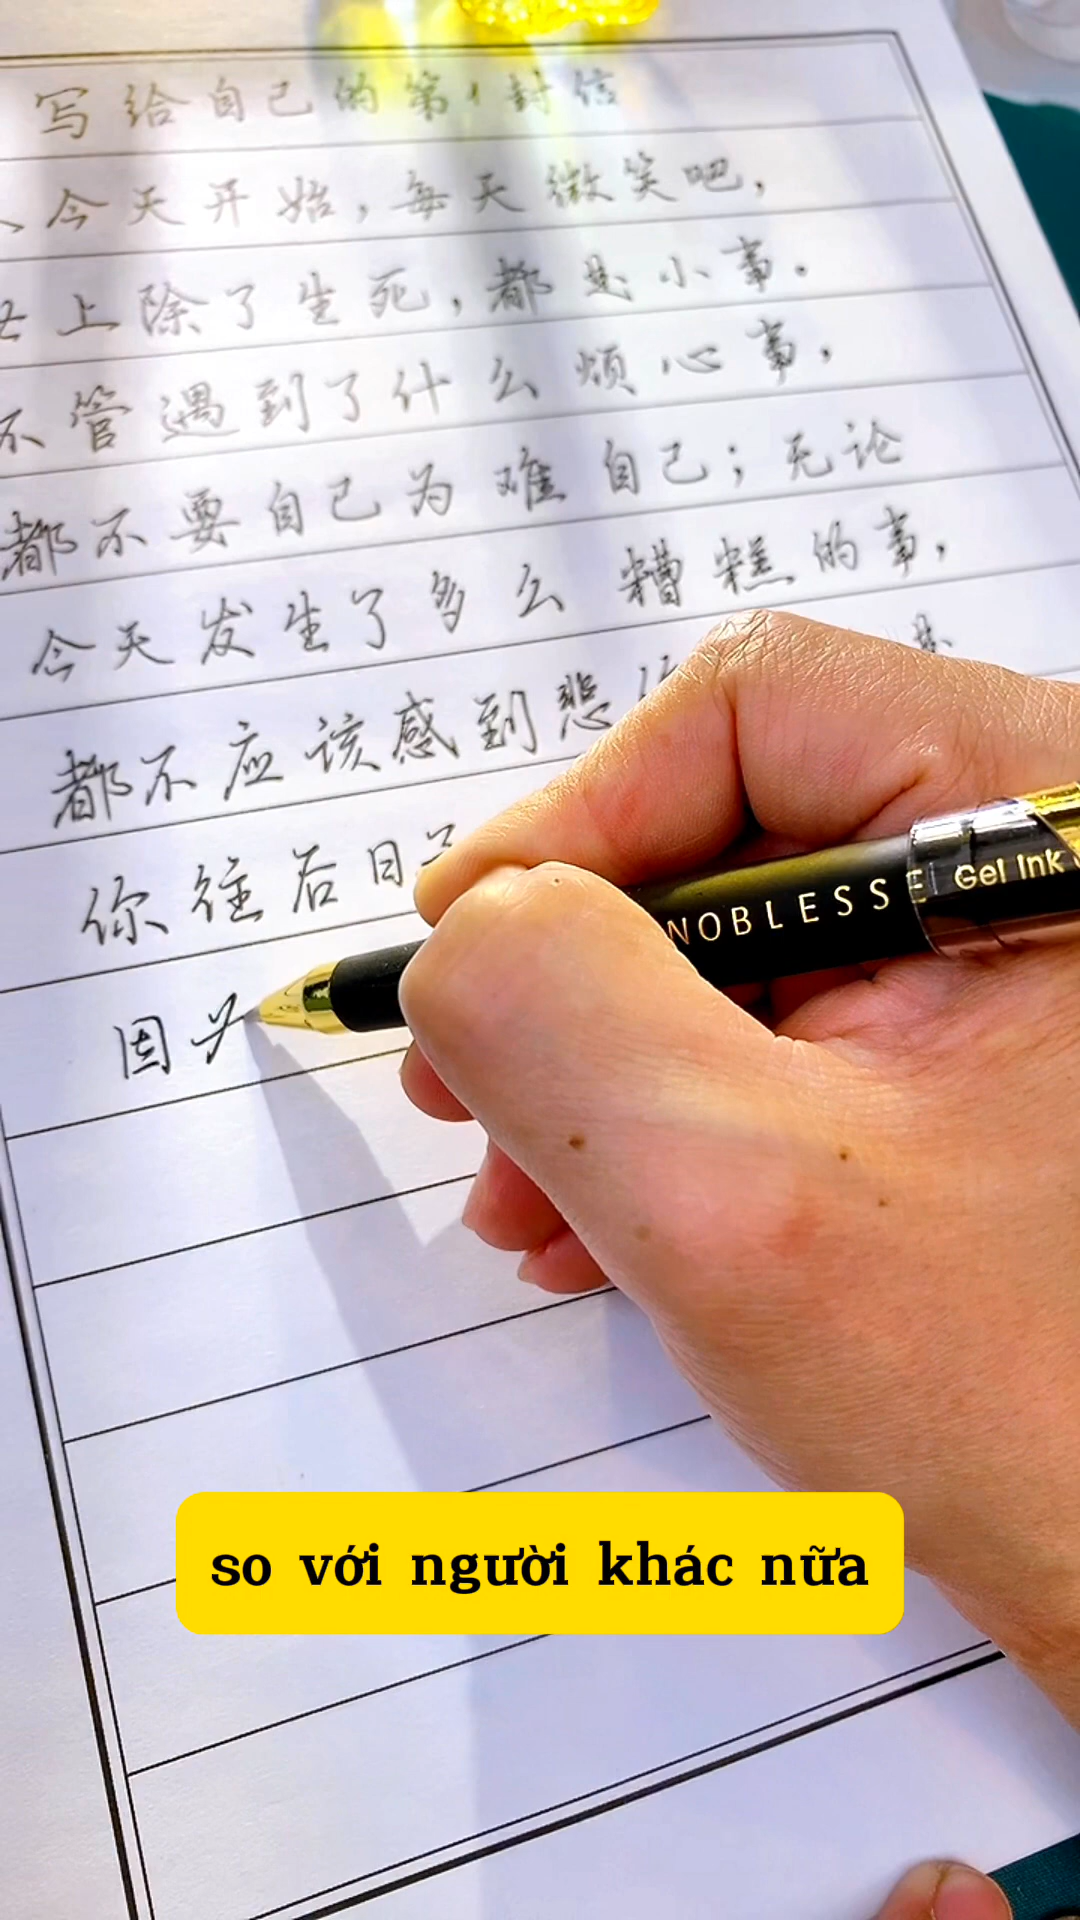 写给自己的第1封信
今天开始,每天微笑吧,
世上除了生死,都是小事。
不管遇到了什么烦心事,
都不要自己为难自己;无论
今天发生了多么糟糕的事,
都不应该感到悲
你往后日
因为
NOBLESSE Gel Ink
so với người khác nữa